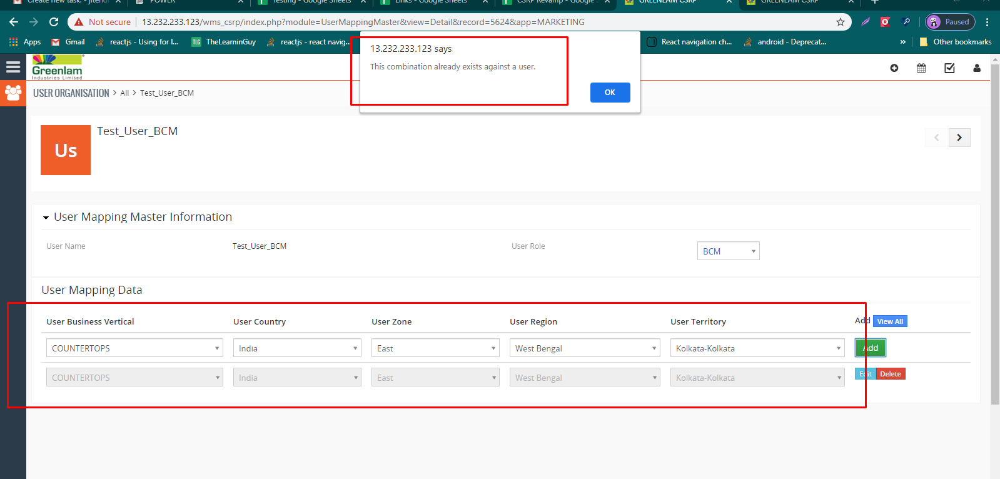 Create new task. - Jitend
POWER
Testing - Google Sheets
Links - Google Sheets
CSRP Revamp - Google S
GREENLAM CSRP
GREENLAM CSRP
Not secure 13.232.233.123/wms_csrp/index.php?module=UserMappingMaster&view=Detail&record=5624&app=MARKETING
Paused
Apps
Gmail
reactjs - Using for l...
TLG TheLearnGuy
reactjs - react navig...
React navigation ch...
android - Deprecat...
» Other bookmarks
13.232.233.123 says
This combination already exists against a user.
OK
Greenlam
Industries Limited
USER ORGANISATION > All > Test_User_BCM
Us
Test_User_BCM
User Mapping Master Information
User Name Test_User_BCM User Role BCM
User Mapping Data
User Business Vertical User Country User Zone User Region User Territory Add View All
COUNTERTOPS India East West Bengal Kolkata-Kolkata Add
COUNTERTOPS India East West Bengal Kolkata-Kolkata Edit Delete